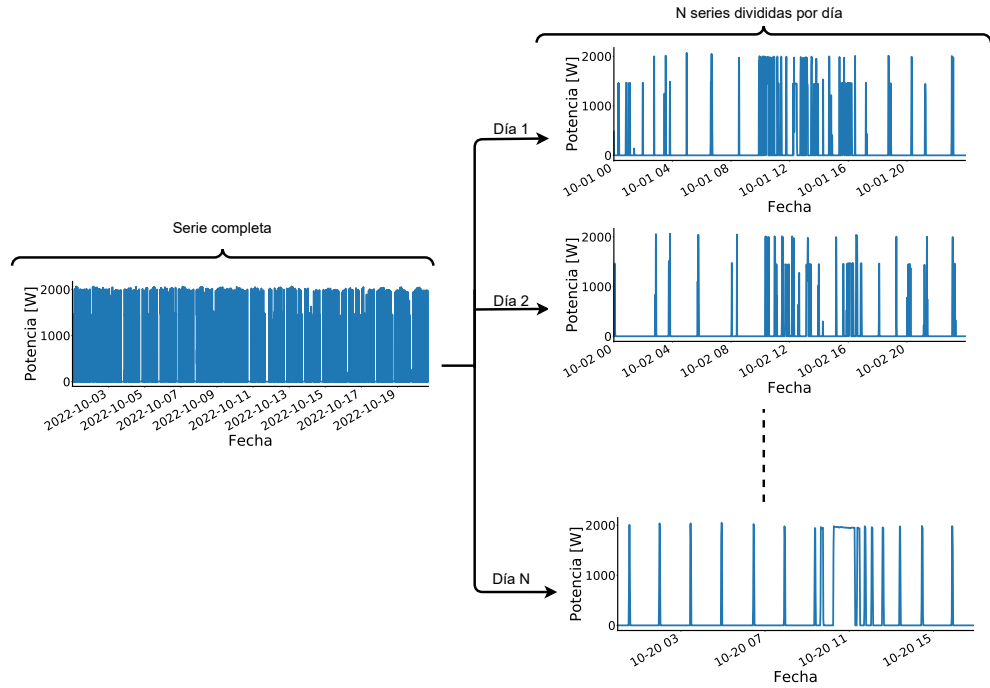 N series divididas por día
Potencia [W]
2000
1000
0
10-01 00
10-01 04
10-01 08
10-01 12
10-01 16
10-01 20
Fecha
Día 1
Serie completa
Potencia [W]
2000
1000
0
2022-10-03
2022-10-05
2022-10-07
2022-10-09
2022-10-11
2022-10-13
2022-10-15
2022-10-17
2022-10-19
Fecha
Día 2
Potencia [W]
2000
1000
0
10-02 00
10-02 04
10-02 08
10-02 12
10-02 16
10-02 20
Fecha
Día N
Potencia [W]
2000
1000
0
10-20 03
10-20 07
10-20 11
10-20 15
Fecha